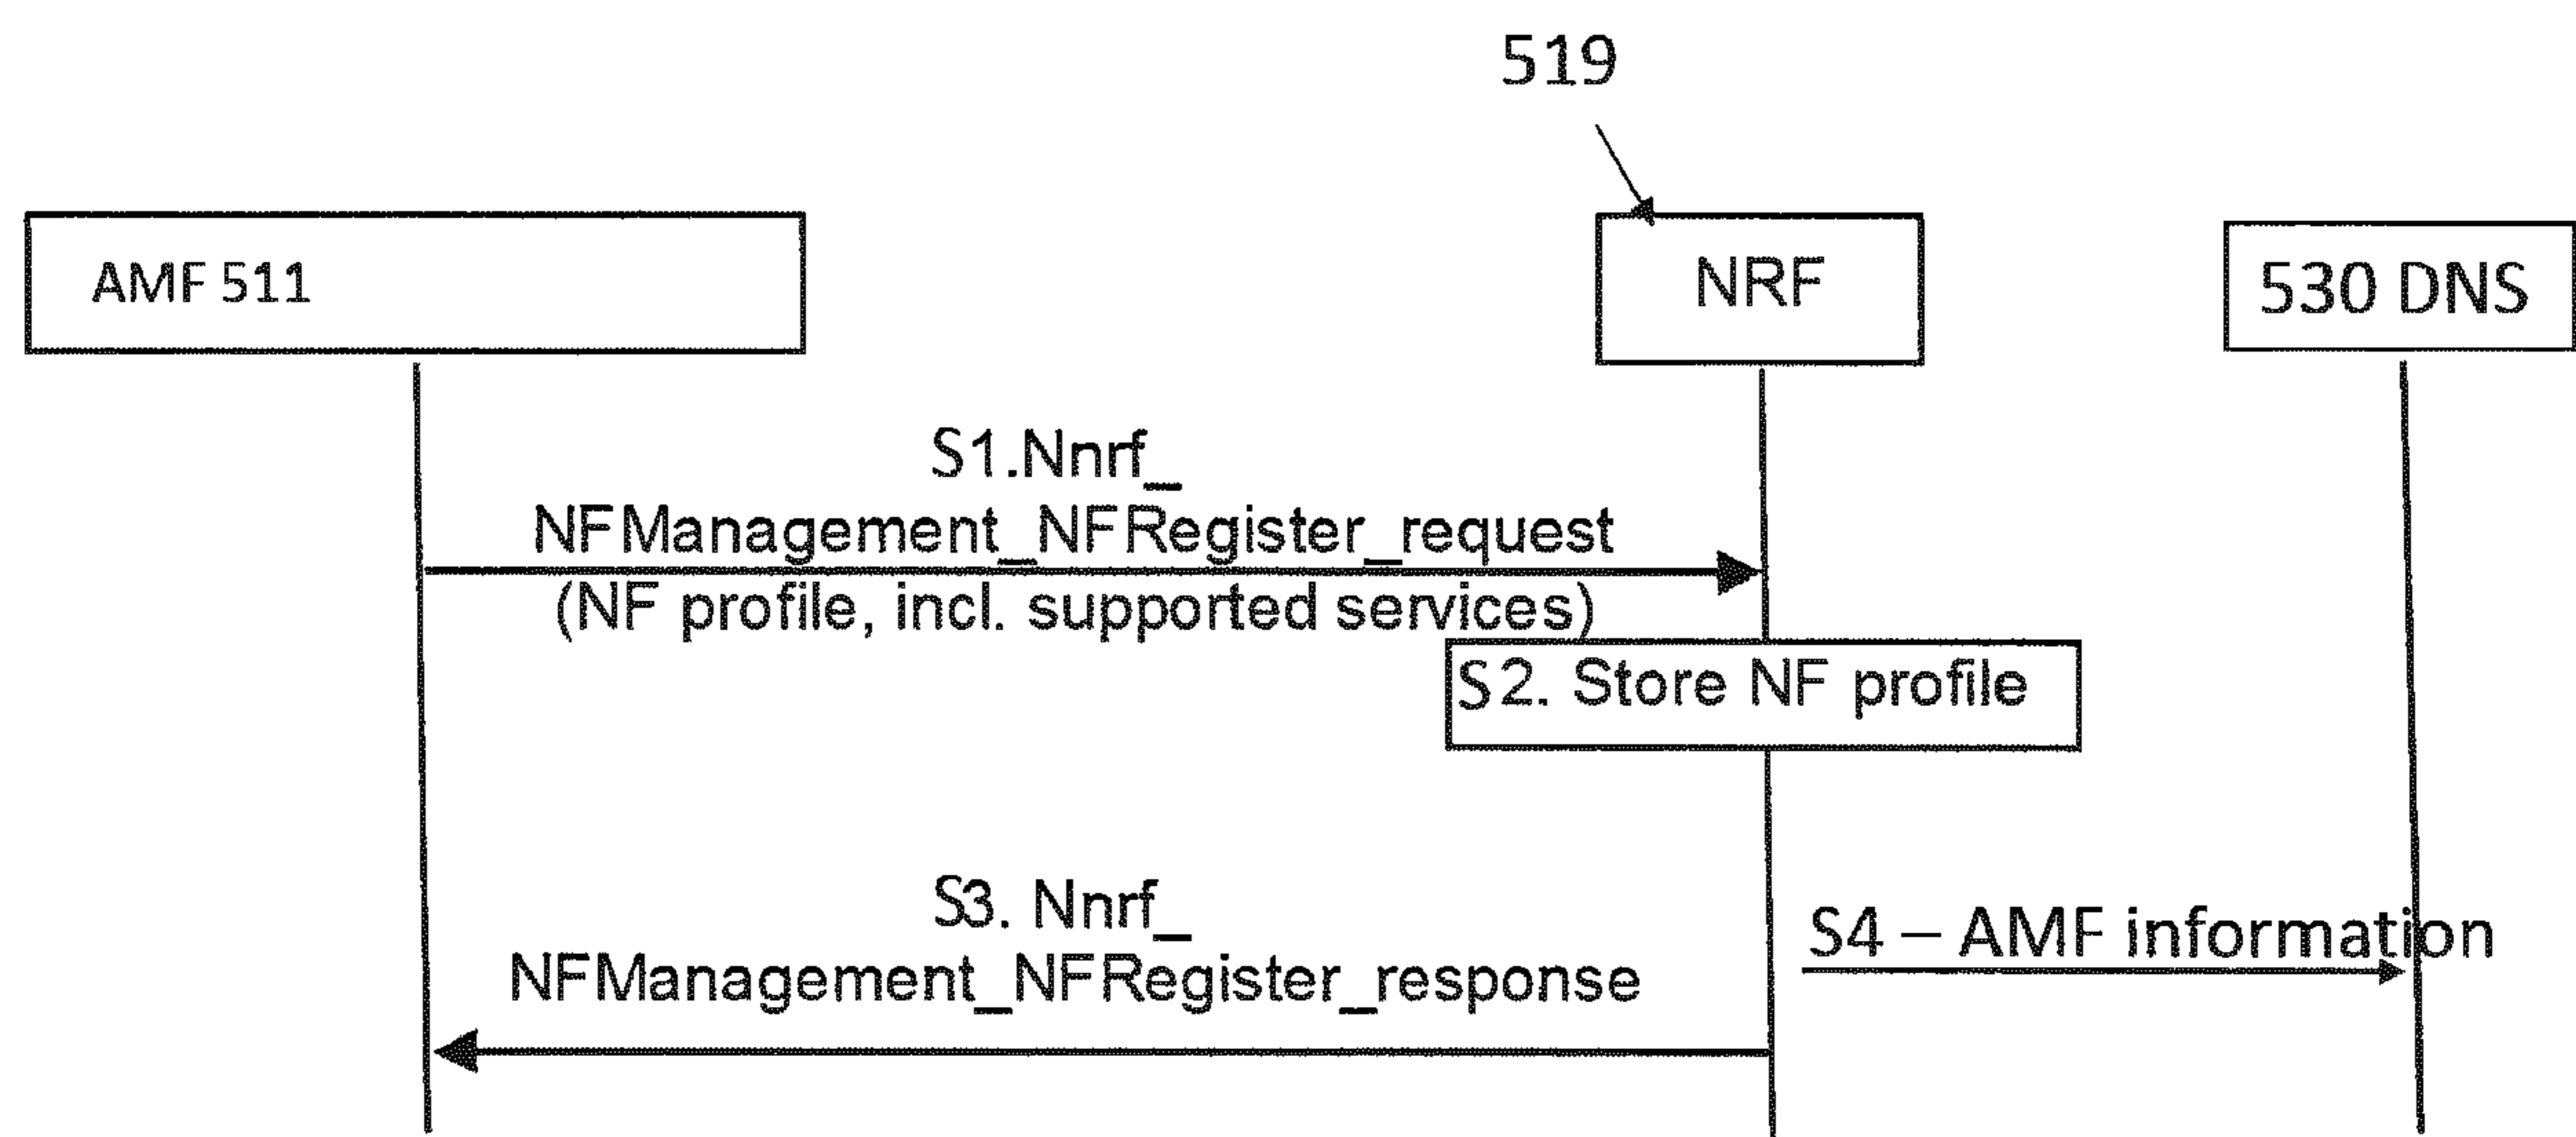 519
AMF 511
NRF
530 DNS
S1.Nnrf_
NFManagement_NFRegister_request
(NF profile, incl. supported services)
S2. Store NF profile
S3. Nnrf_
NFManagement_NFRegister_response
S4 – AMF information